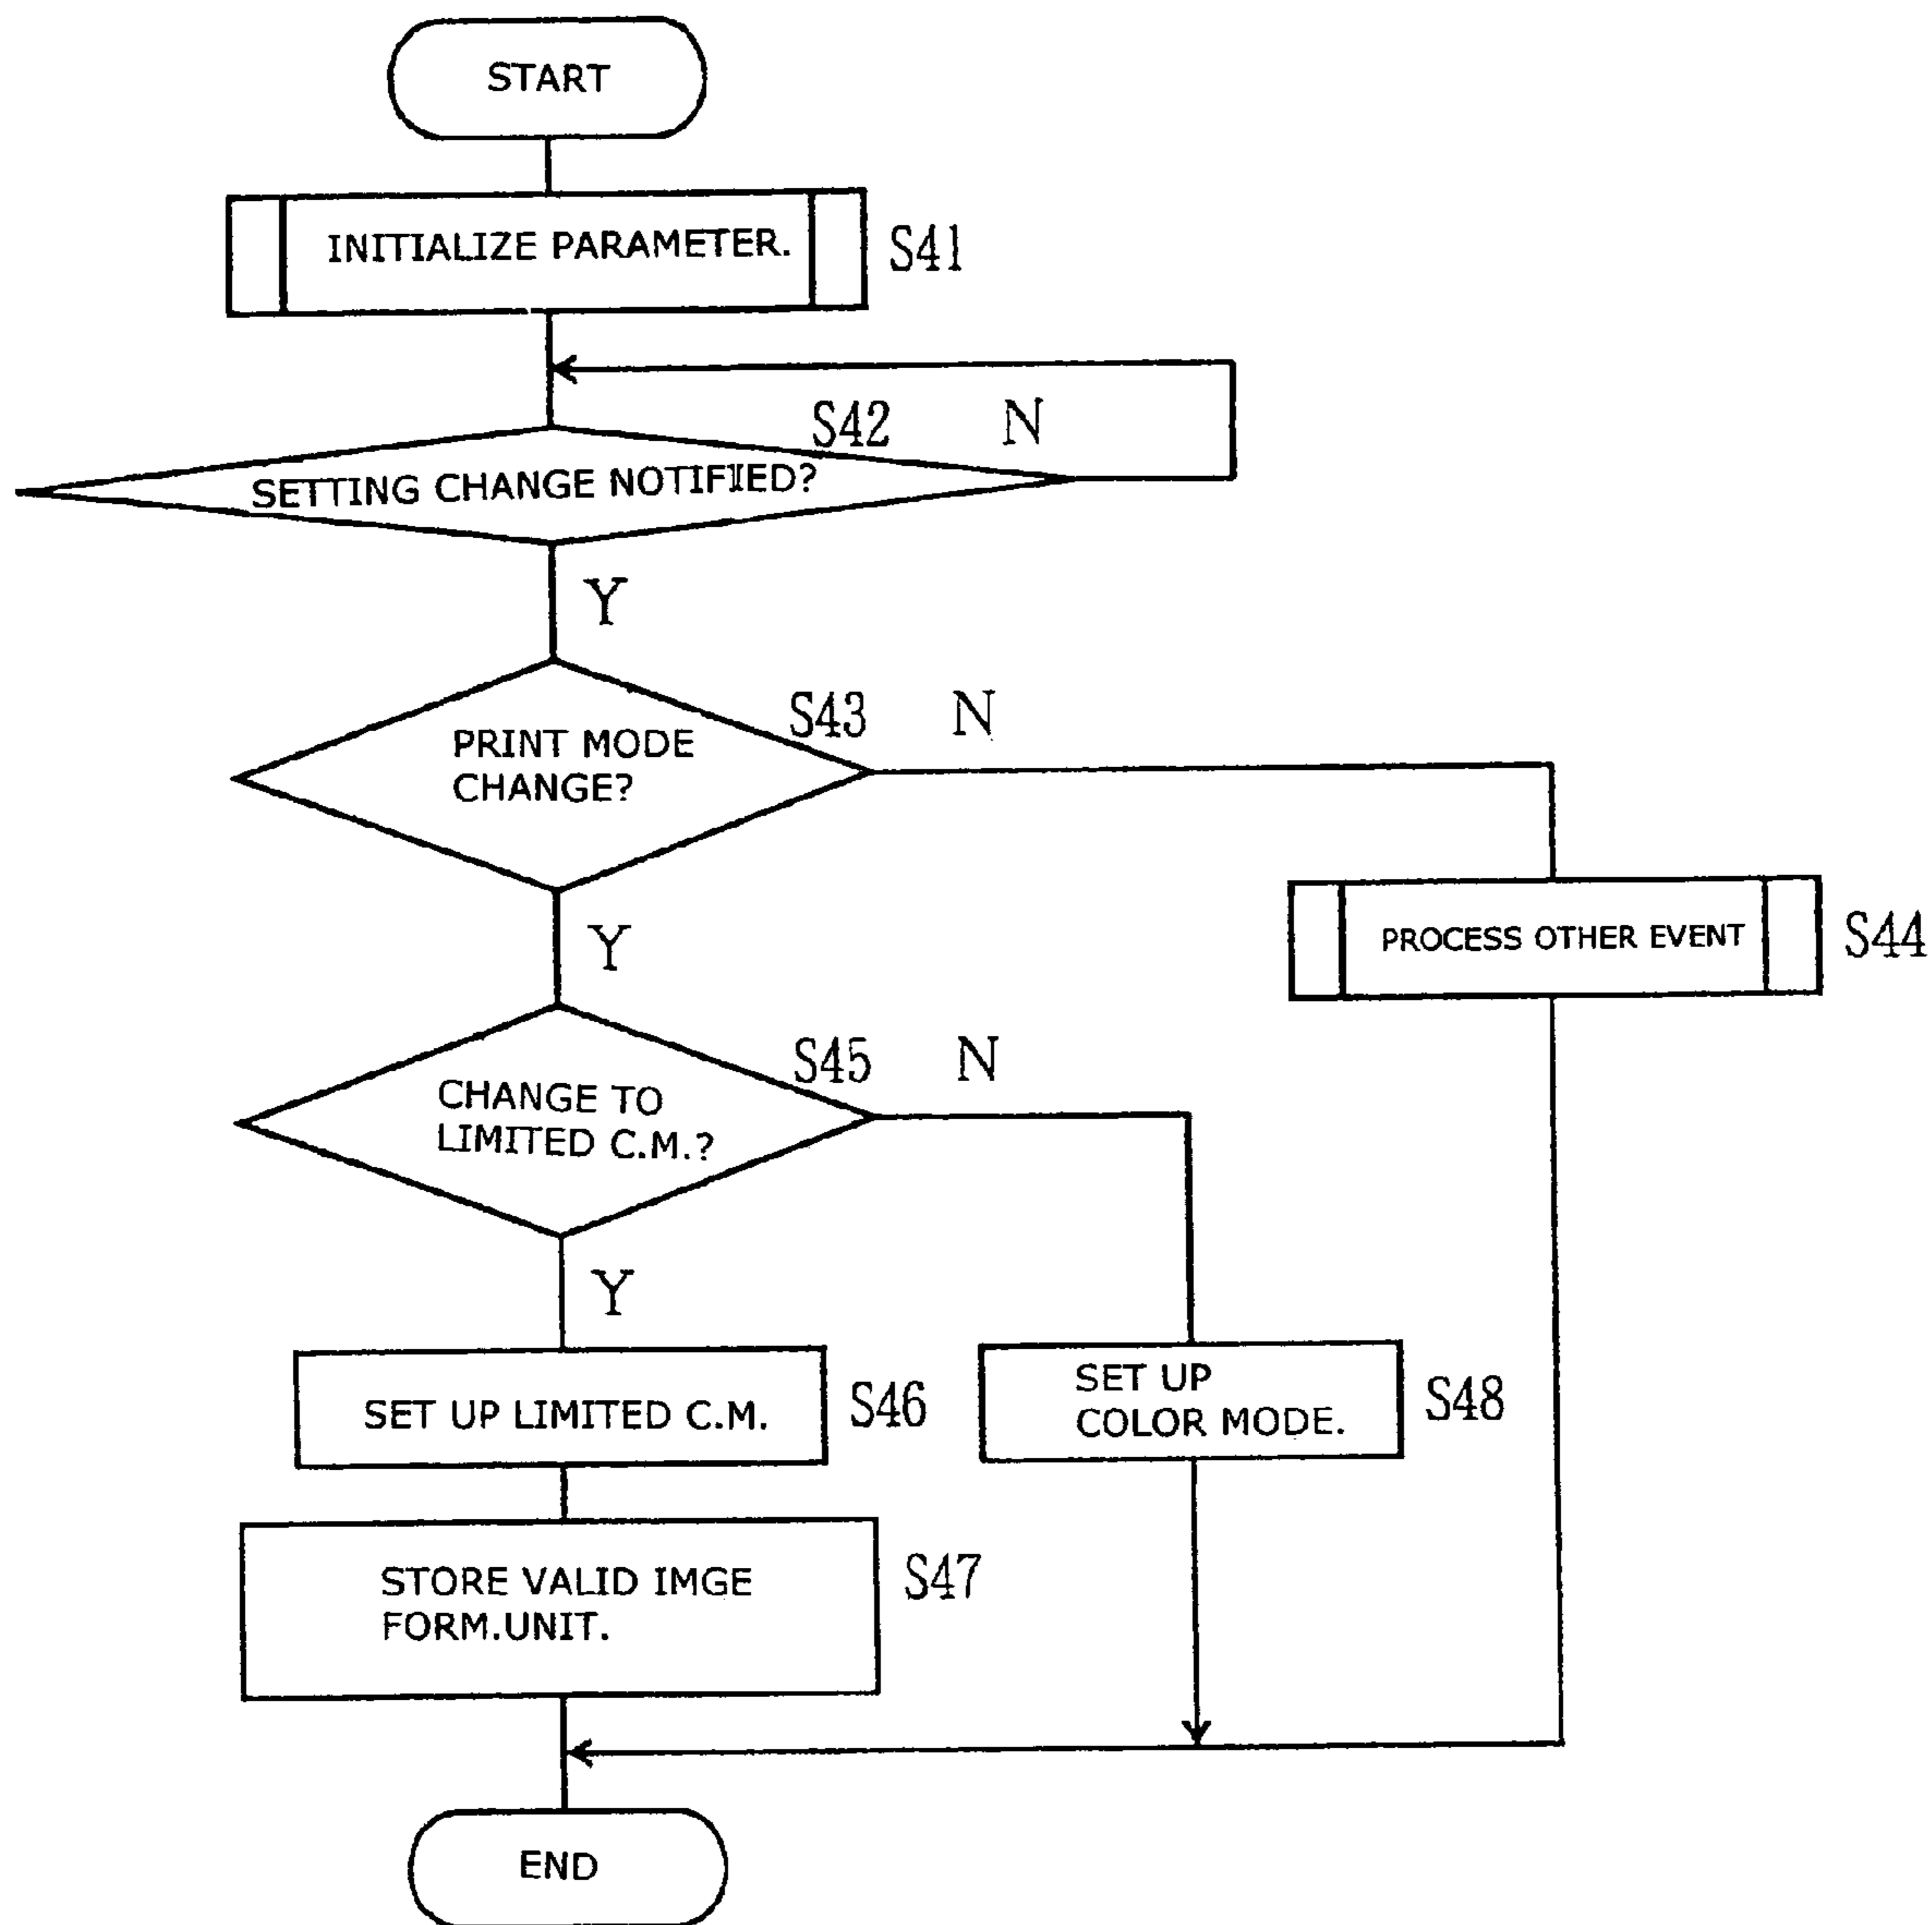 START
INITIALIZE PARAMETER.
S41
S42
N
SETTING CHANGE NOTIFIED?
Y
S43
N
PRINT MODE
CHANGE?
PROCESS OTHER EVENT
S44
Y
S45
N
CHANGE TO
LIMITED C.M.?
Y
SET UP LIMITED C.M.
S46
SET UP
COLOR MODE.
S48
STORE VALID IMGE
FORM.UNIT.
S47
END